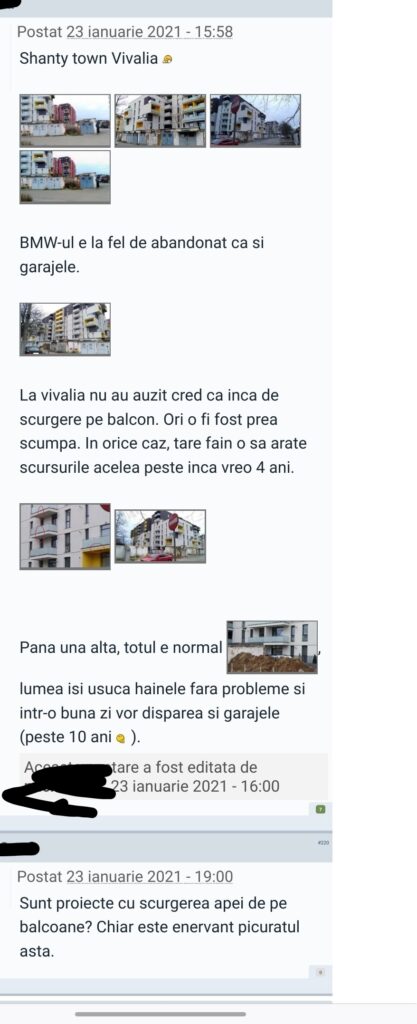 Postat 23 ianuarie 2021 - 15:58
Shanty town Vivalia
BMW-ul e la fel de abandonat ca si
garajele.
La vivalia nu au auzit cred ca inca de
scurgere pe balcon. Ori o fi fost prea
scumpa. In orice caz, tare fain o sa arate
scursurile acelea peste inca vreo 4 ani.
Pana una alta, totul e normal ,
lumea isi usuca hainele fara probleme si
intr-o buna zi vor disparea si garajele
(peste 10 ani ).
tare a fost editata de
23 ianuarie 2021 - 16:00
7
#220
Postat 23 ianuarie 2021 - 19:00
Sunt proiecte cu scurgerea apei de pe
balcoane? Chiar este enervant picuratul
asta.
0